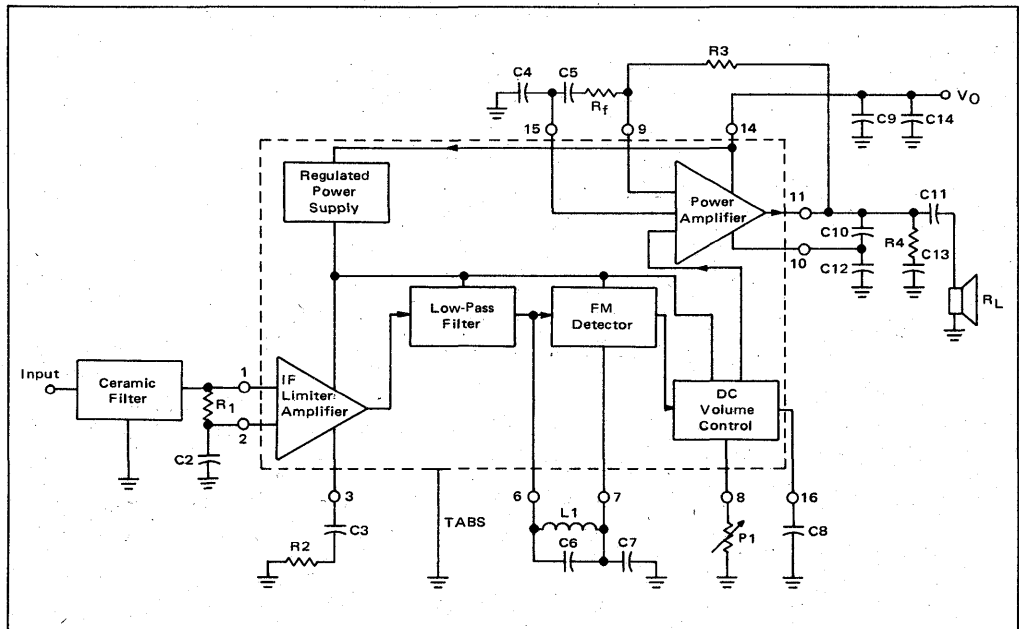 R3
C4
C5
Rf
VO
C9
C14
15
9
14
Regulated
Power
Supply
Power
Amplifier
11
C11
C10
R4
10
C12
C13
RL
Low-Pass
Filter
FM
Detector
Input
Ceramic
Filter
1
R1
2
C2
IF
Limiter
Amplifier
DC
Volume
Control
3
C3
R2
TABS
6
7
L1
C6
C7
8
P1
16
C8